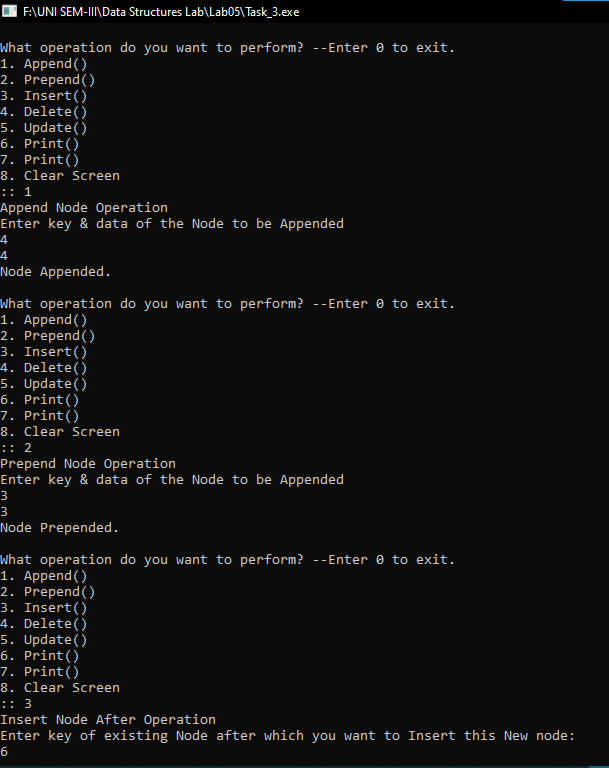 F:\UNI SEM-III\Data Structures Lab\Lab05\Task_3.exe
What operation do you want to perform? --Enter 0 to exit.
1. Append()
2. Prepend()
3. Insert()
4. Delete()
5. Update()
6. Print()
7. Print()
8. Clear Screen
:: 1
Append Node Operation
Enter key & data of the Node to be Appended
4
4
Node Appended.
What operation do you want to perform? --Enter 0 to exit.
1. Append()
2. Prepend()
3. Insert()
4. Delete()
5. Update()
6. Print()
7. Print()
8. Clear Screen
:: 2
Prepend Node Operation
Enter key & data of the Node to be Appended
3
3
Node Prepended.
What operation do you want to perform? --Enter 0 to exit.
1. Append()
2. Prepend()
3. Insert()
4. Delete()
5. Update()
6. Print()
7. Print()
8. Clear Screen
:: 3
Insert Node After Operation
Enter key of existing Node after which you want to Insert this New node:
6